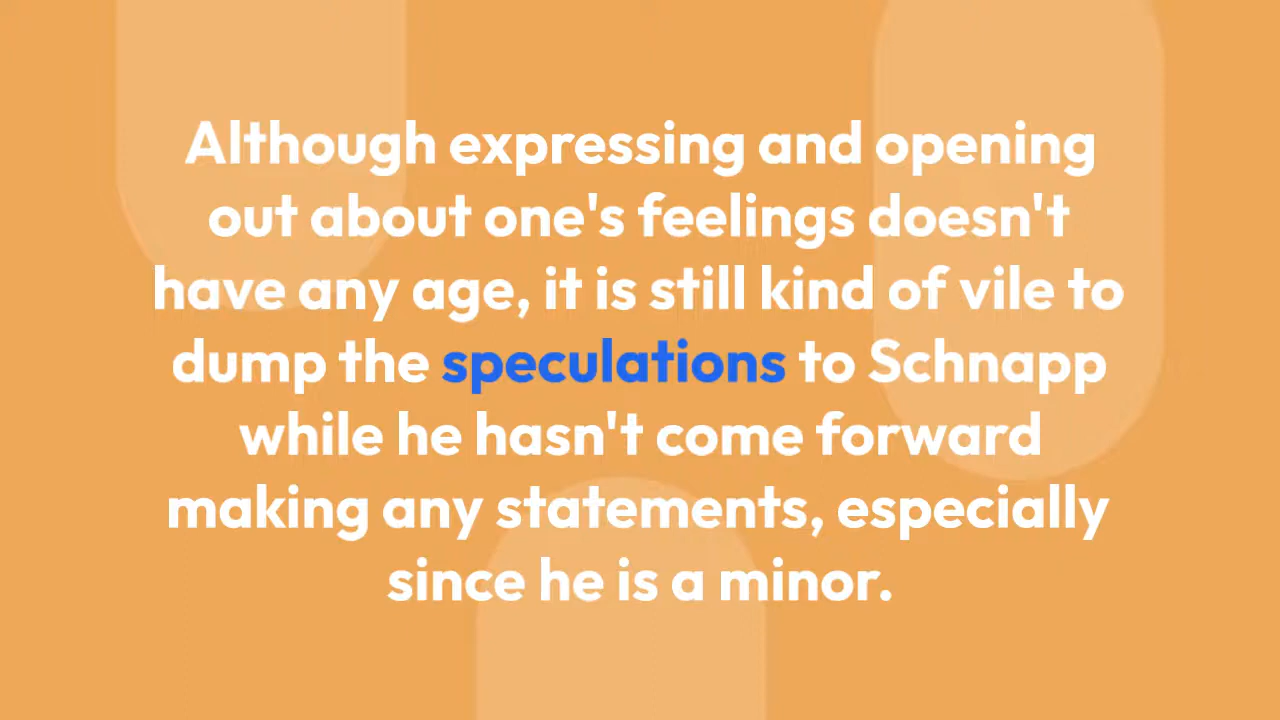 Although expressing and opening
out about one's feelings doesn't
have any age, it is still kind of vile to
dump the speculations to Schnapp
while he hasn't come forward
making any statements, especially
since he is a minor.